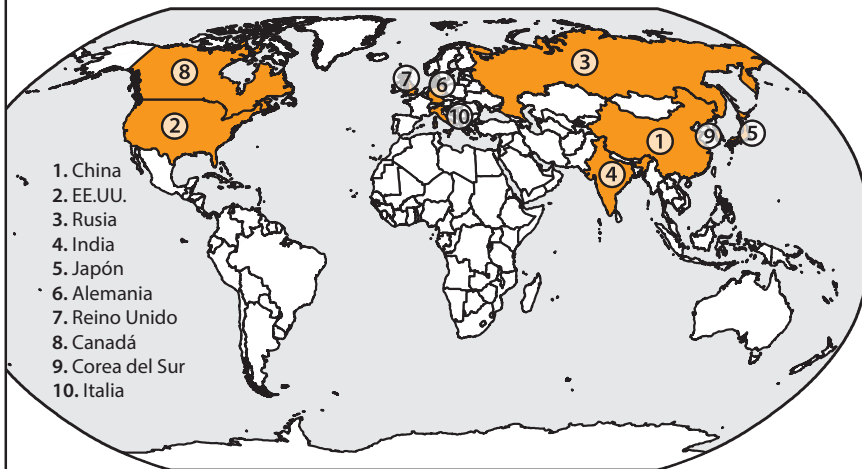 8
7
6
3
2
10
1
9
5
4
1. China
2. EE.UU.
3. Rusia
4. India
5. Japón
6. Alemania
7. Reino Unido
8. Canadá
9. Corea del Sur
10. Italia